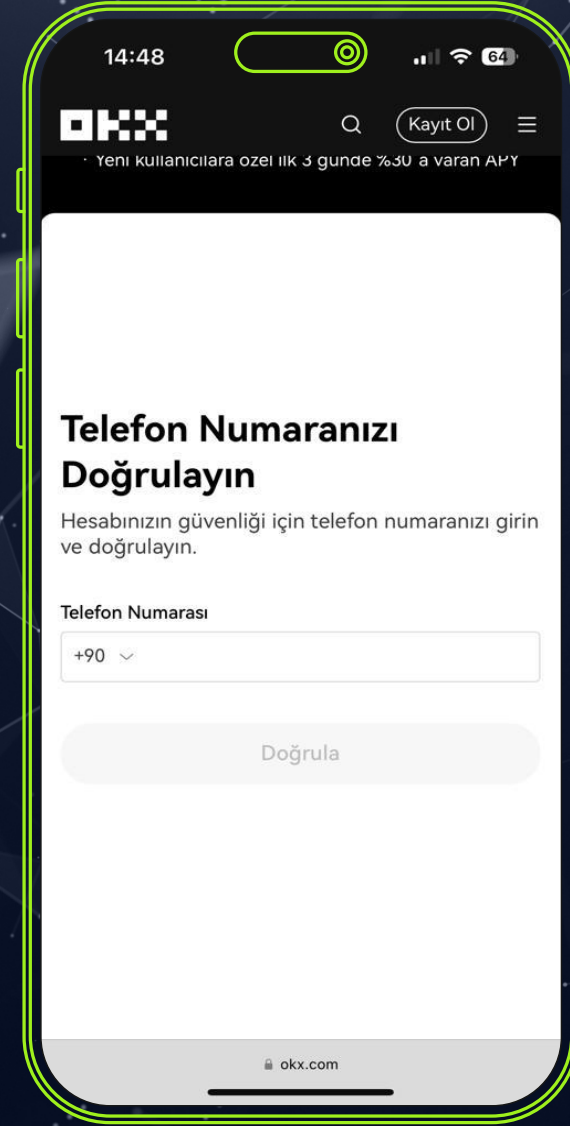 14:48
64
OKX
Kayıt Ol
· Yeni kullanıcılara özel ilk 3 günde %30'a varan APY
Telefon Numaranızı
Doğrulayın
Hesabınızın güvenliği için telefon numaranızı girin
ve doğrulayın.
Telefon Numarası
+90
Doğrula
okx.com